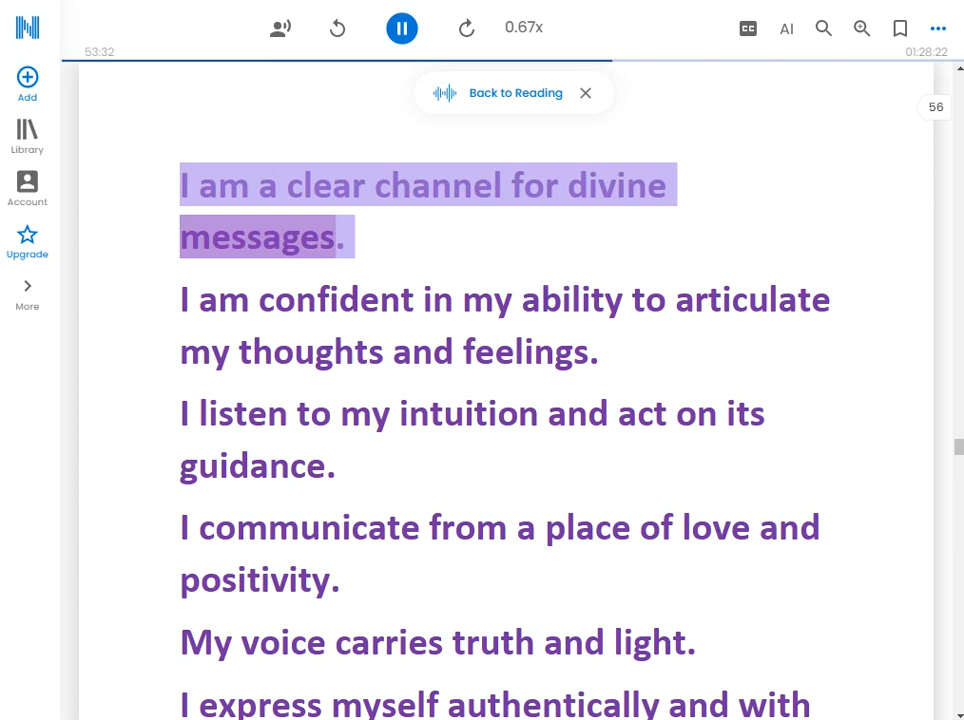 0.67x
CC
AI
53:32
01:28:22
Add
Library
Account
Upgrade
More
Back to Reading
56
I am a clear channel for divine
messages.
I am confident in my ability to articulate
my thoughts and feelings.
I listen to my intuition and act on its
guidance.
I communicate from a place of love and
positivity.
My voice carries truth and light.
I express myself authentically and with